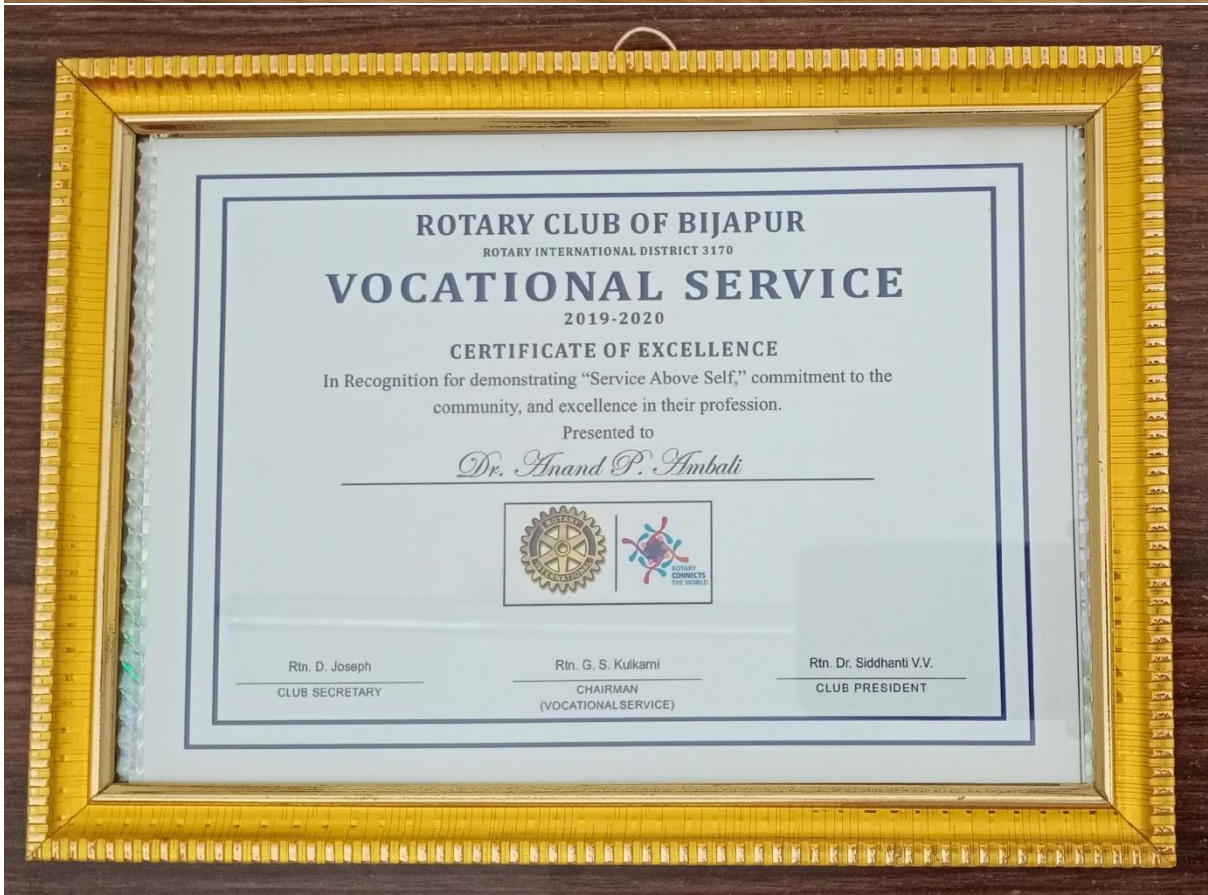 ROTARY CLUB OF BIJAPUR
ROTARY INTERNATIONAL DISTRICT 3170
VOCATIONAL SERVICE
2019-2020
CERTIFICATE OF EXCELLENCE
In Recognition for demonstrating “Service Above Self,” commitment to the
community, and excellence in their profession.
Presented to
Dr. Anand P. Ambali
ROTARY
INTERNATIONAL
ROTARY
CONNECTS
THE WORLD
Rtn. D. Joseph
CLUB SECRETARY
Rtn. G. S. Kulkarni
CHAIRMAN
(VOCATIONAL SERVICE)
Rtn. Dr. Siddhanti V.V.
CLUB PRESIDENT